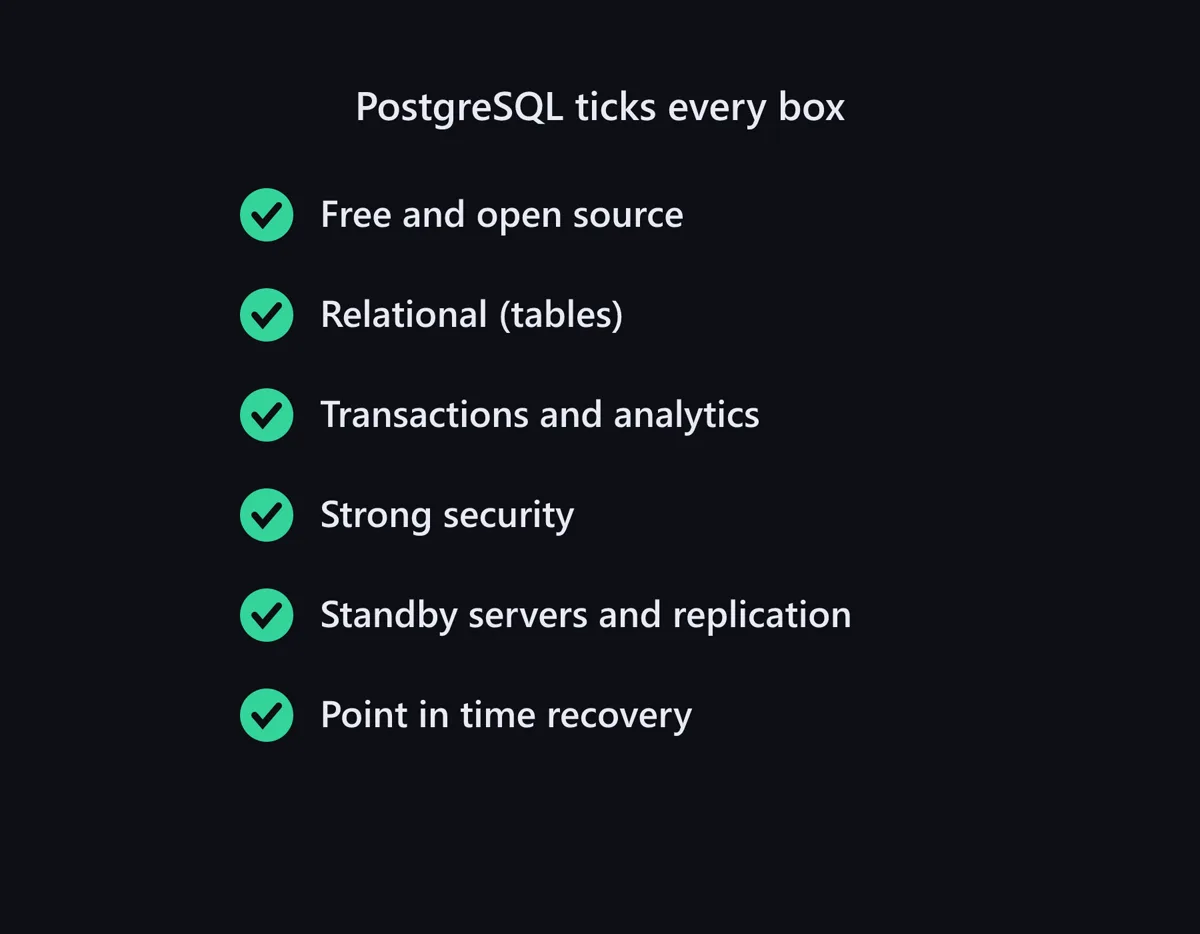 PostgreSQL ticks every box
Free and open source
Relational (tables)
Transactions and analytics
Strong security
Standby servers and replication
Point in time recovery